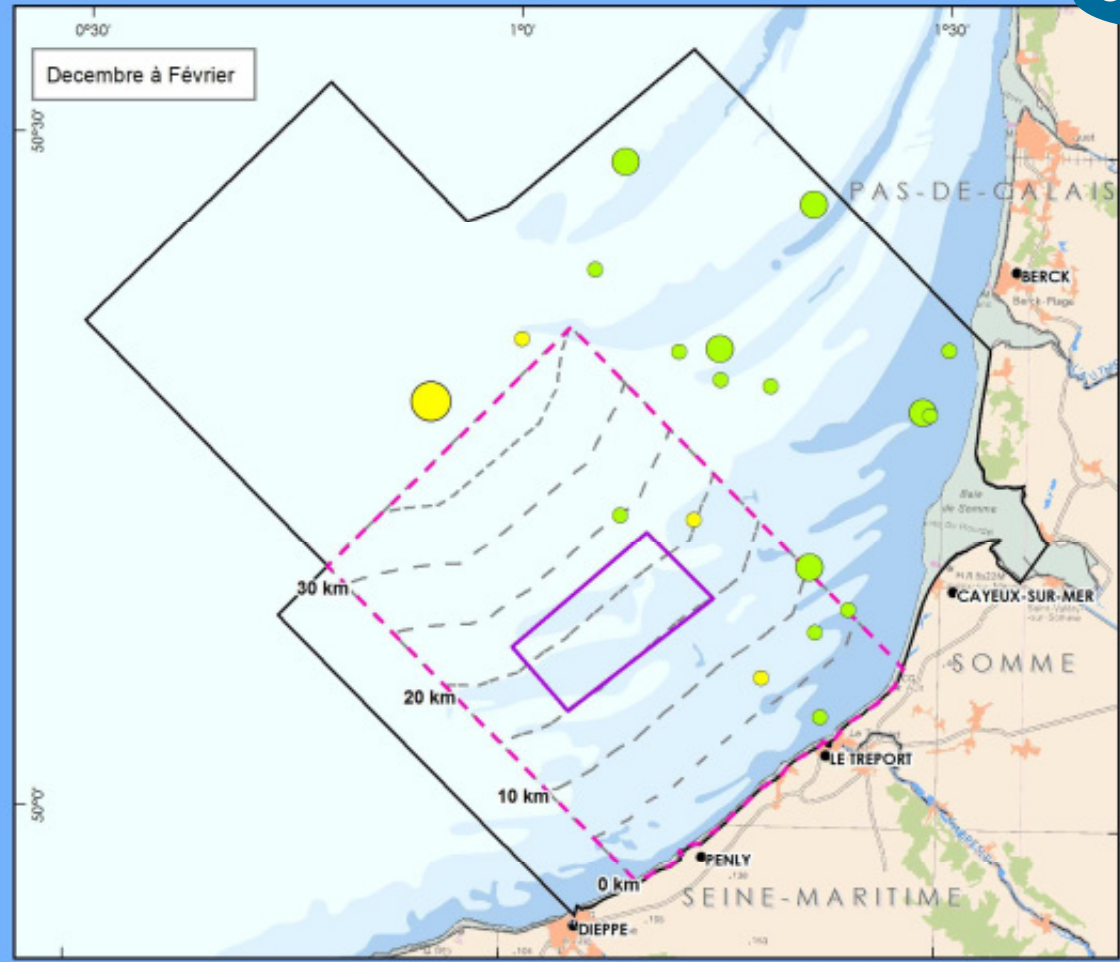 0°30'
1°0'
1°30'
Decembre à Février
50°30'
PAS-DE-CALAIS
BERCK
Berck-Plage
Baie
de Somme
30 km
CAYEUX-SUR-MER
SOMME
20 km
Le Tréport
LE TREPORT
10 km
50°0'
PENLY
0 km
SEINE-MARITIME
DIEPPE